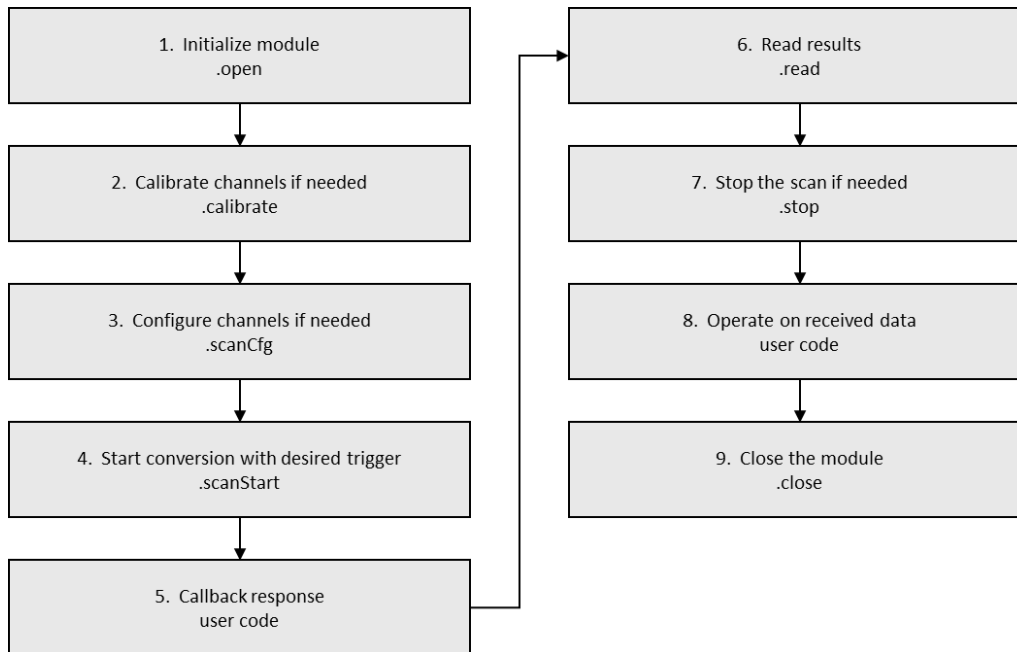 1. Initialize module
.open
2. Calibrate channels if needed
.calibrate
3. Configure channels if needed
.scanCfg
4. Start conversion with desired trigger
.scanStart
5. Callback response
user code
6. Read results
.read
7. Stop the scan if needed
.stop
8. Operate on received data
user code
9. Close the module
.close